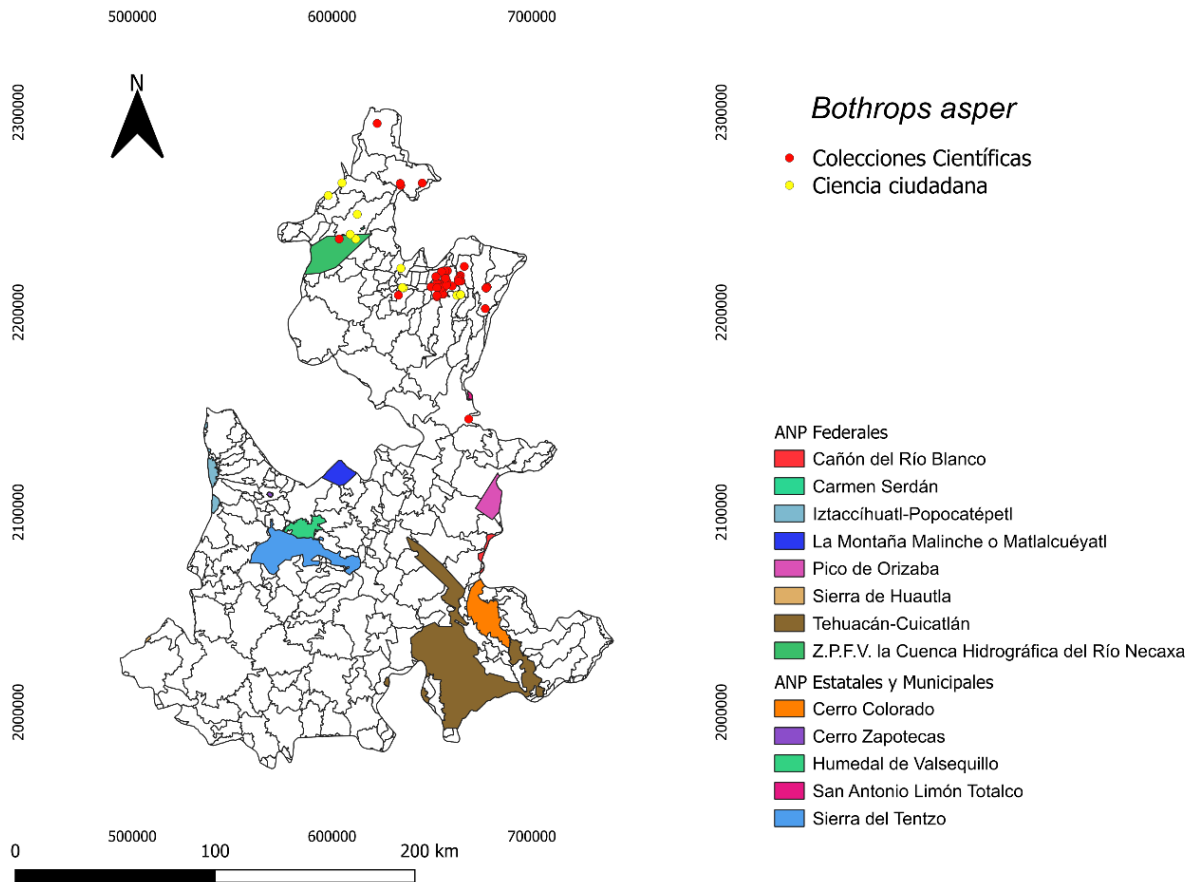 500000 600000 700000
N
2300000
2200000
2100000
2000000
2300000
2200000
2100000
2000000
Bothrops asper
Colecciones Científicas
Ciencia ciudadana
ANP Federales
Cañón del Río Blanco
Carmen Serdán
Iztaccíhuatl-Popocatépetl
La Montaña Malinche o Matlalcuéyatl
Pico de Orizaba
Sierra de Huautla
Tehuacán-Cuicatlán
Z.P.F.V. la Cuenca Hidrográfica del Río Necaxa
ANP Estatales y Municipales
Cerro Colorado
Cerro Zapotecas
Humedal de Valsequillo
San Antonio Limón Totalco
Sierra del Tentzo
500000 600000 700000
0 100 200 km